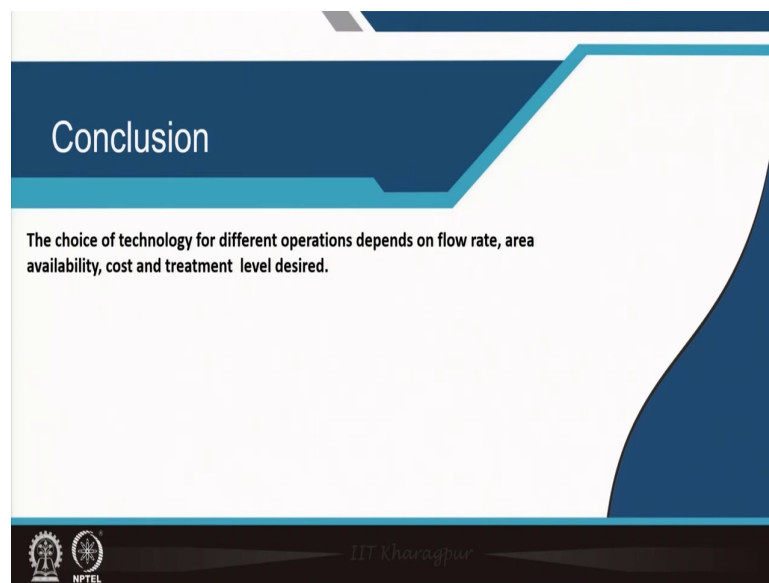 Conclusion
The choice of technology for different operations depends on flow rate, area
availability, cost and treatment level desired.
IIT Kharagpur
NPTEL